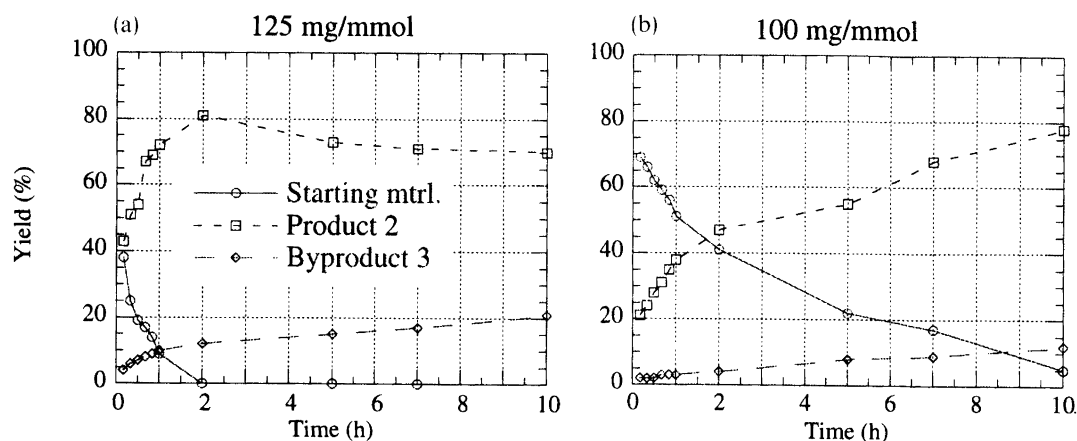 (a) 125 mg/mmol
100
80
60
40
20
0
Yield (%)
Starting mtrl.
Product 2
Byproduct 3
0 2 4 6 8 10
Time (h)
(b) 100 mg/mmol
100
80
60
40
20
0
0 2 4 6 8 10
Time (h)